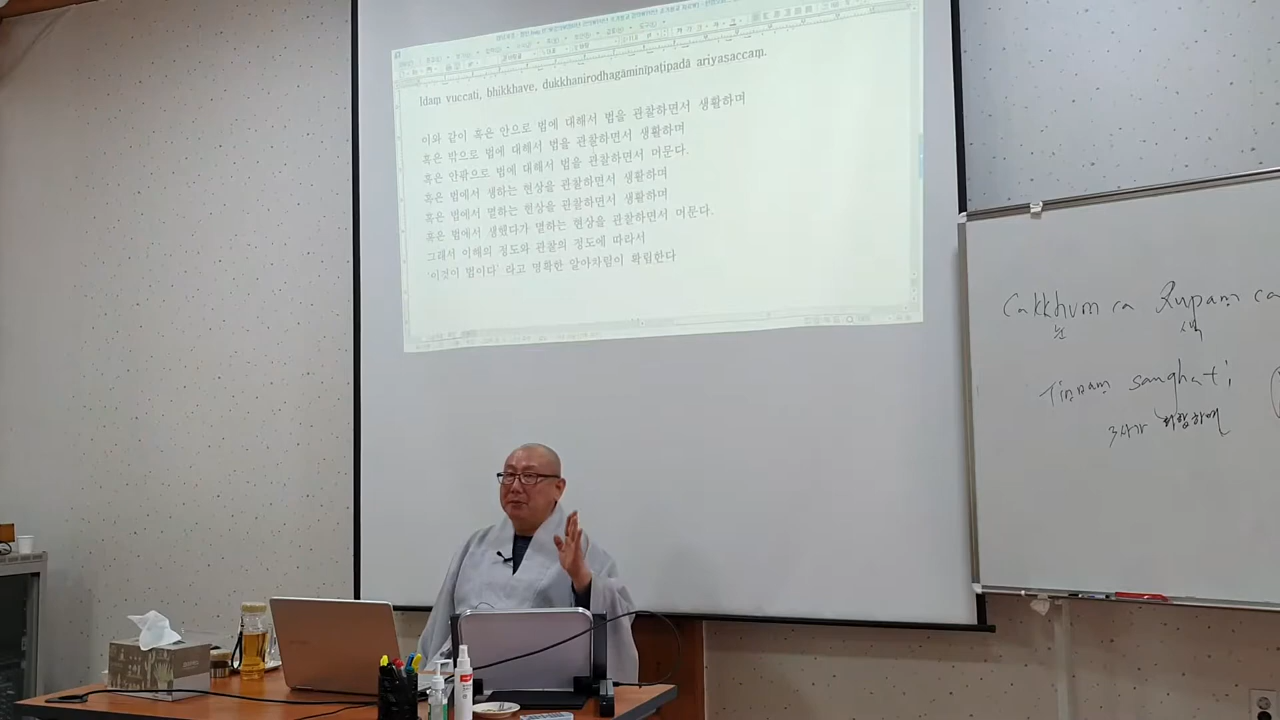 Idaṃ vuccati, bhikkhave, dukkhanirodhagāminīpaṭipadā ariyasaccaṃ.
이와 같이 혹은 안으로 법에 대해서 법을 관찰하면서 생활하며
혹은 밖으로 법에 대해서 법을 관찰하면서 생활하며
혹은 안팎으로 법에 대해서 법을 관찰하면서 머문다.
혹은 법에서 생하는 현상을 관찰하면서 생활하며
혹은 법에서 멸하는 현상을 관찰하면서 생활하며
혹은 법에서 생했다가 멸하는 현상을 관찰하면서 머문다.
그래서 이해의 정도와 관찰의 정도에 따라서
'이것이 법이다' 라고 명확한 알아차림이 확립한다
Cakkhum ca Rupaṃ ca
눈 색
Tiṇṇaṃ sanghati
3사가 화합하며